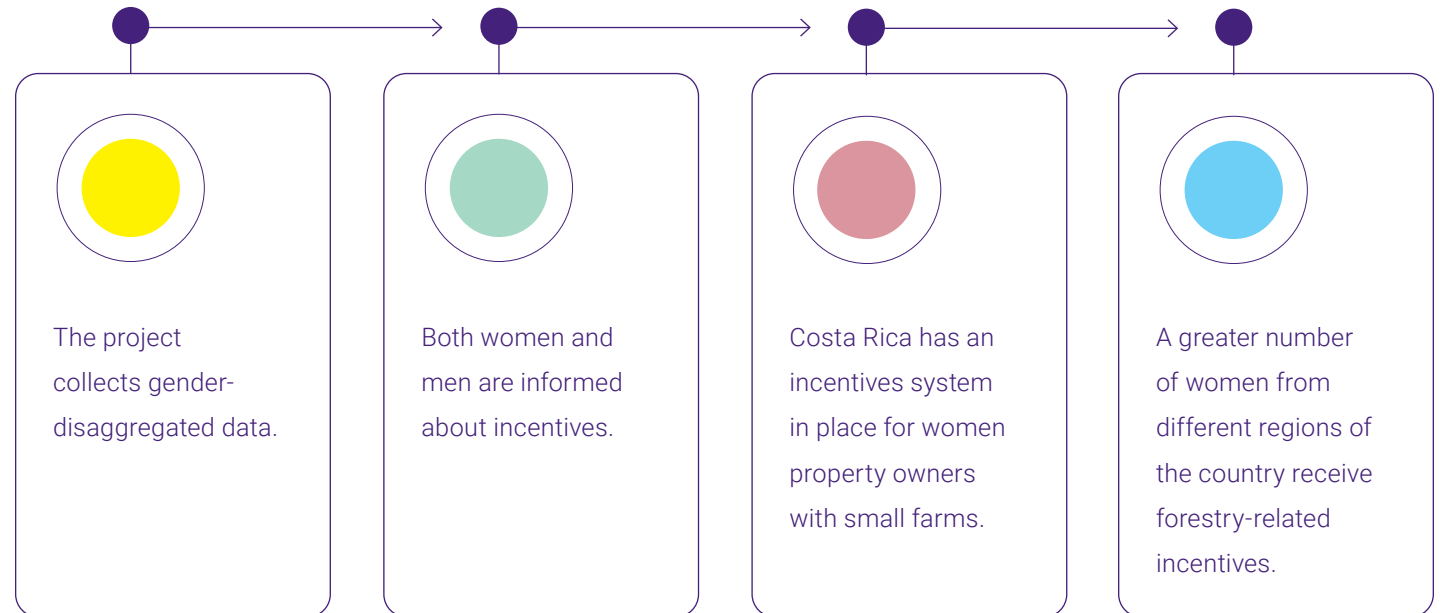 The project
collects gender-
disaggregated data.
Both women and
men are informed
about incentives.
Costa Rica has an
incentives system
in place for women
property owners
with small farms.
A greater number
of women from
different regions of
the country receive
forestry-related
incentives.